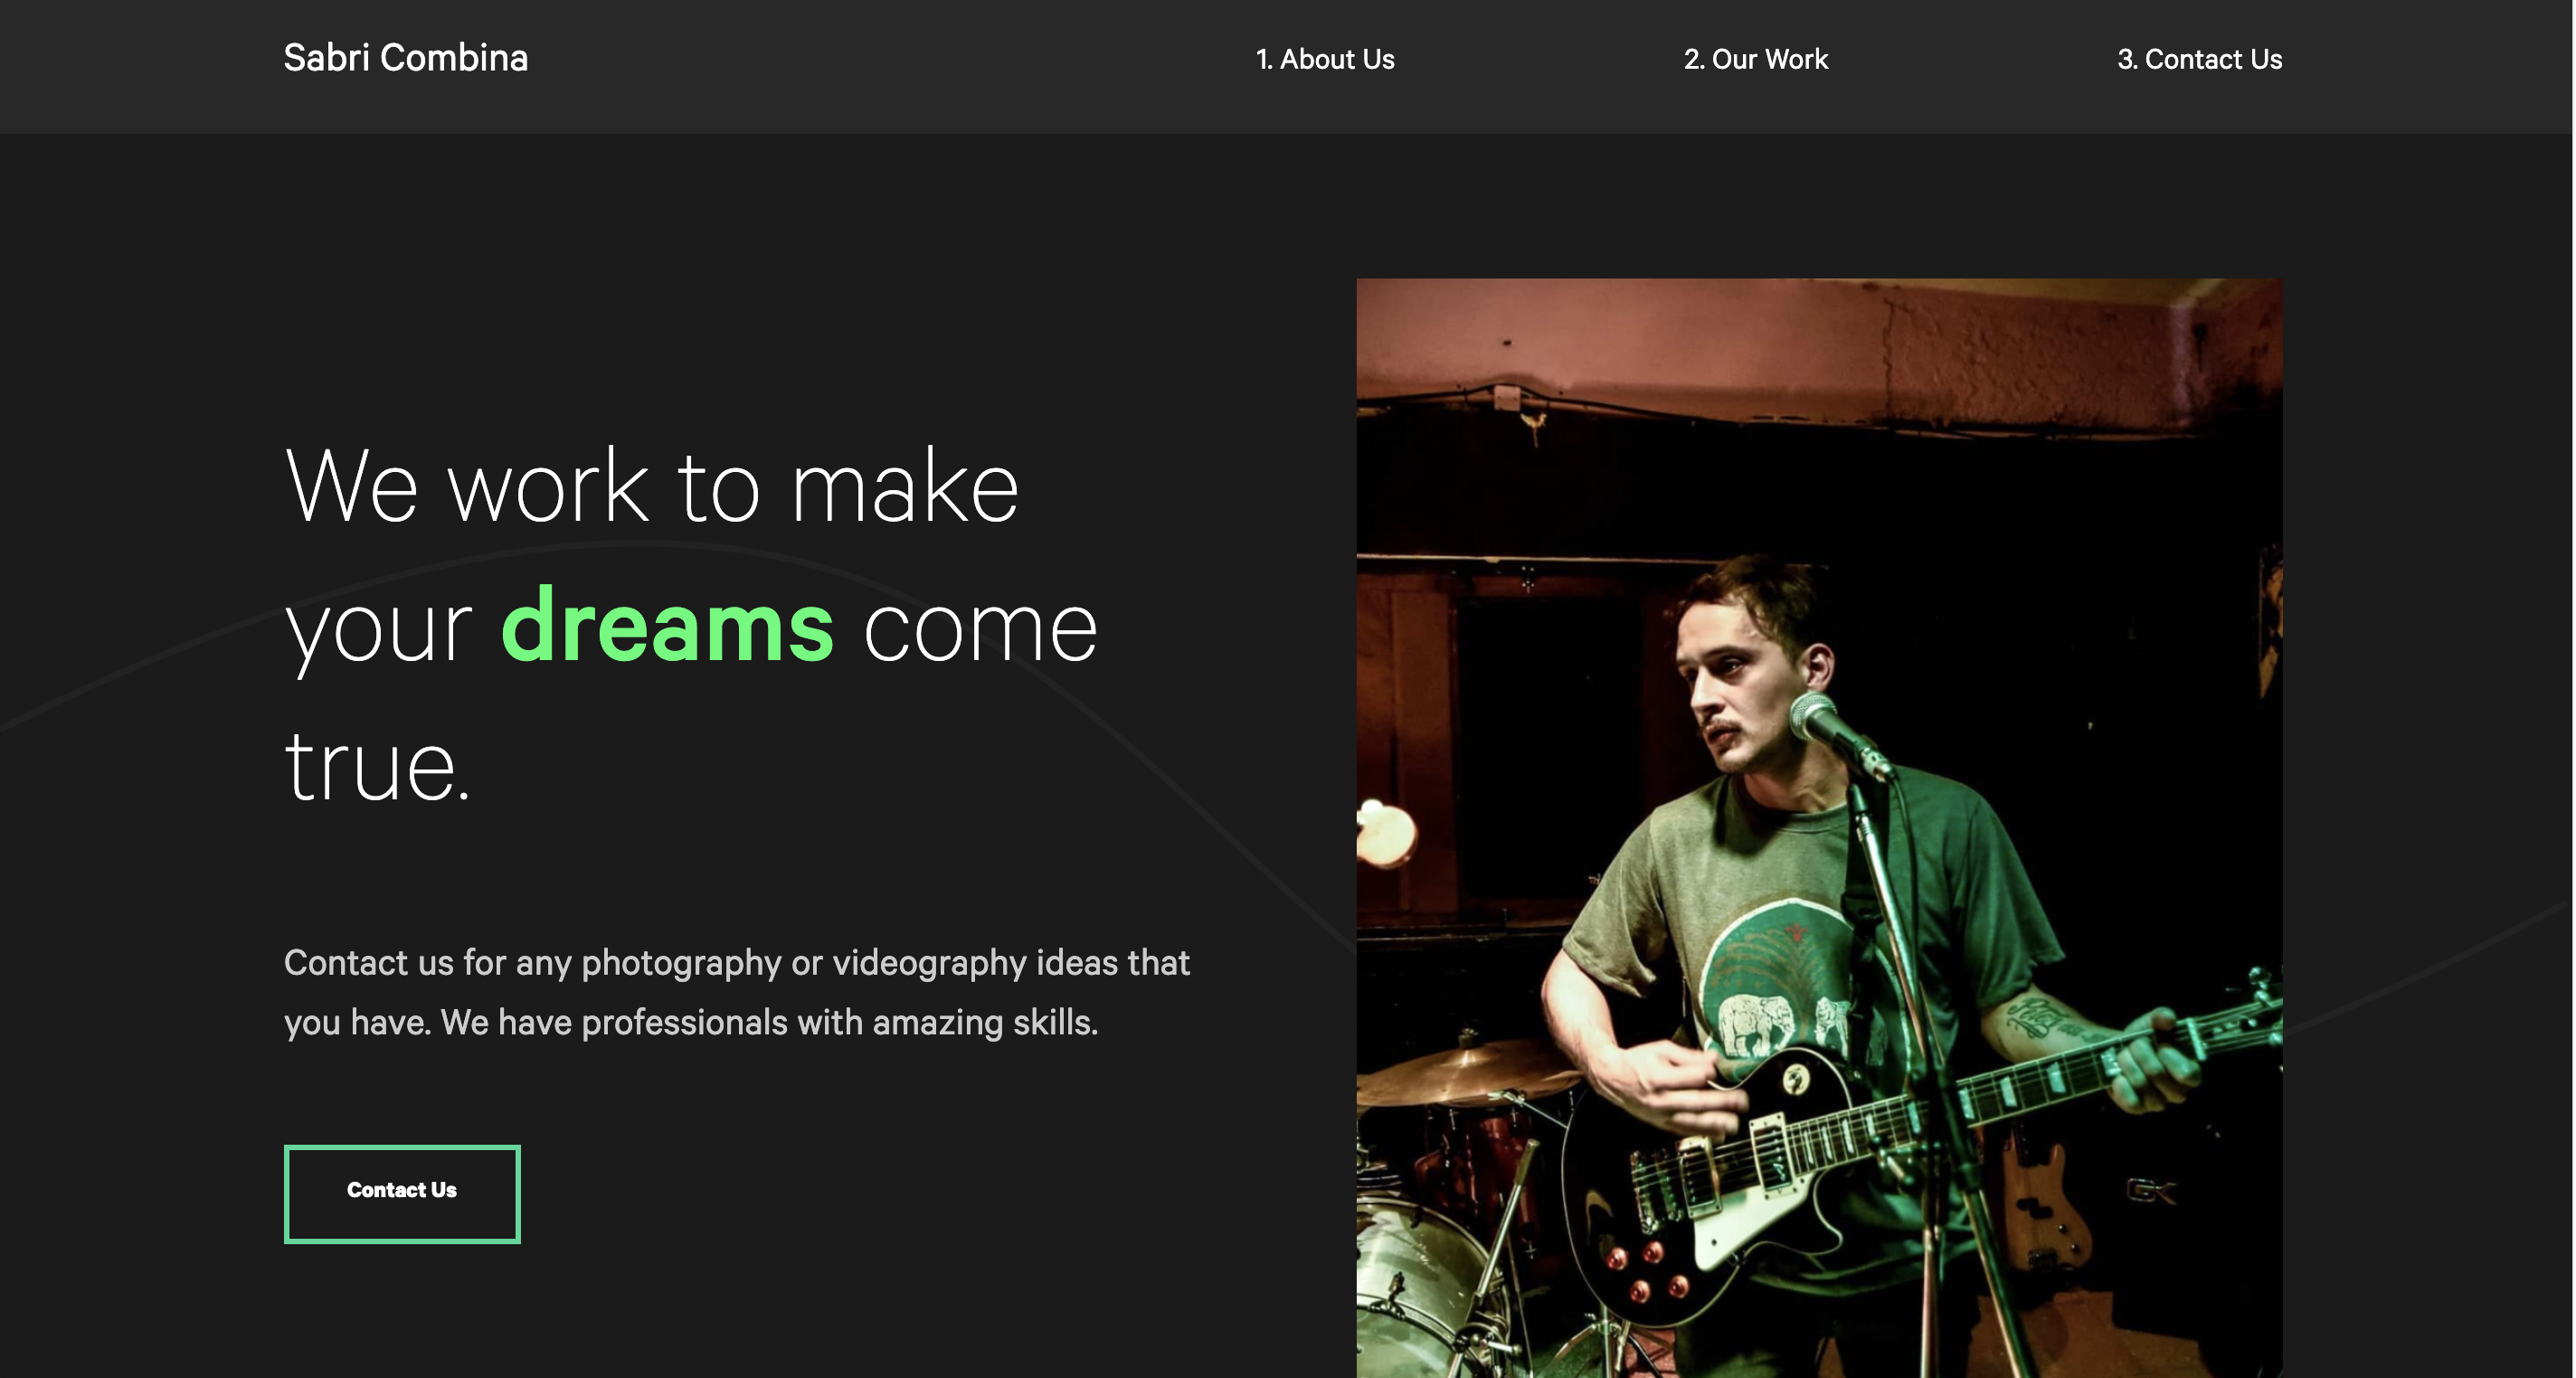 Sabri Combina
1. About Us
2. Our Work
3. Contact Us
We work to make
your dreams come
true.
Contact us for any photography or videography ideas that
you have. We have professionals with amazing skills.
Contact Us
GK